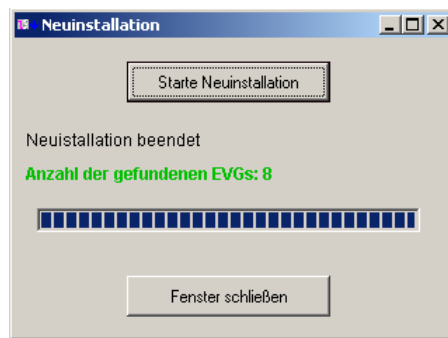 Neuinstallation
Starte Neuinstallation
Neuistallation beendet
Anzahl der gefundenen EVGs: 8
Fenster schließen